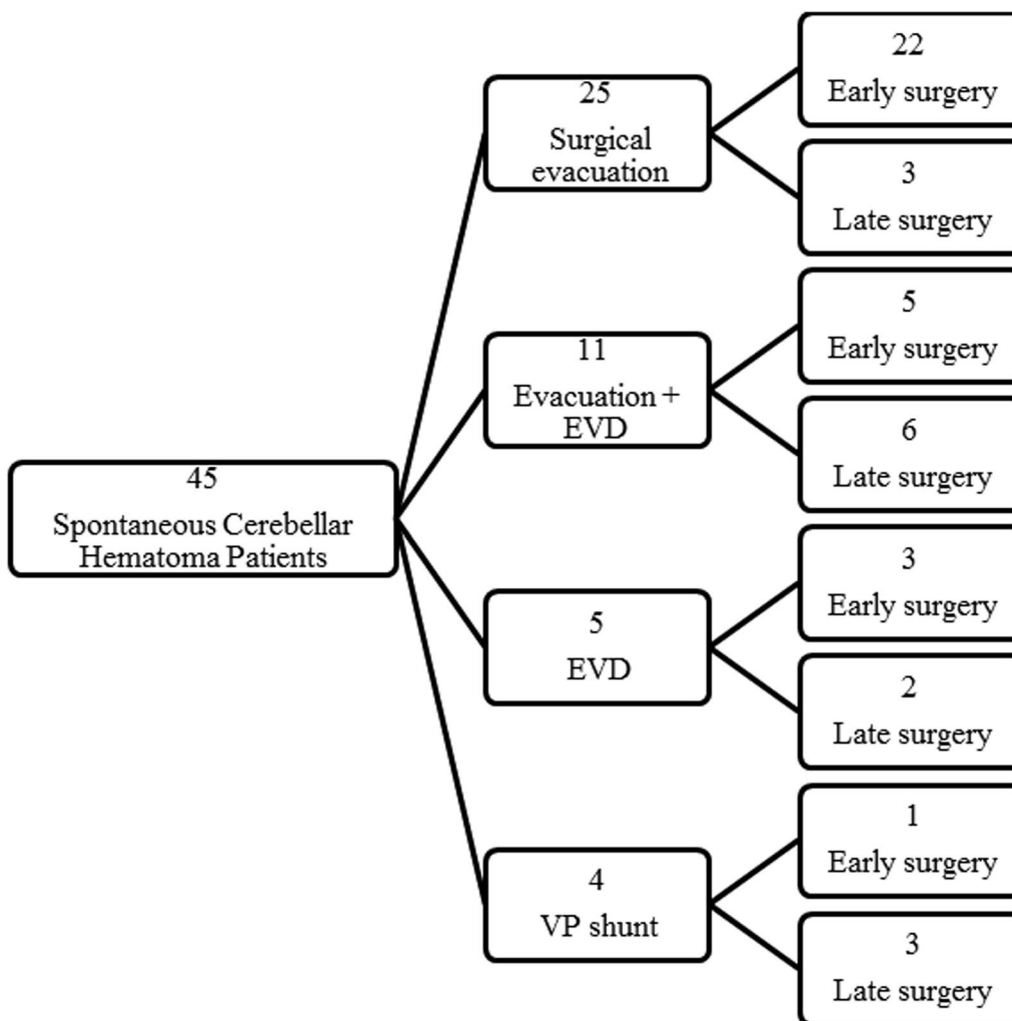 45
Spontaneous Cerebellar
Hematoma Patients
25
Surgical
evacuation
22
Early surgery
3
Late surgery
11
Evacuation +
EVD
5
Early surgery
6
Late surgery
5
EVD
3
Early surgery
2
Late surgery
4
VP shunt
1
Early surgery
3
Late surgery